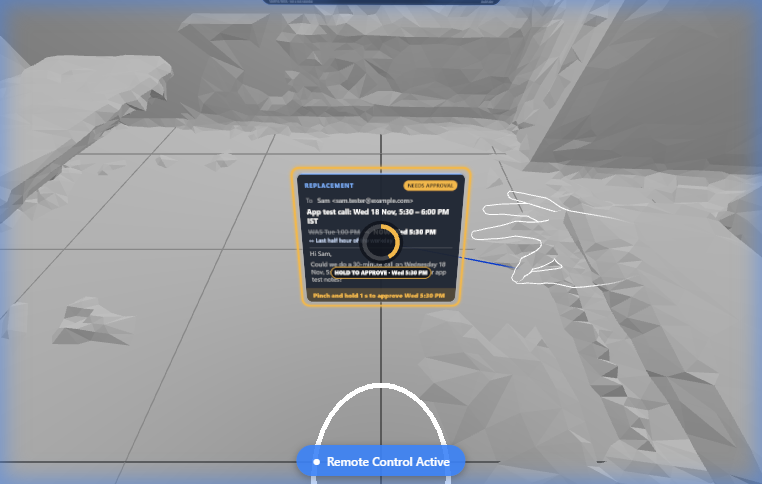 REPLACEMENT
NEEDS APPROVAL
To Sam <sam.tester@example.com>
App test call: Wed 18 Nov, 5:30 – 6:00 PM
IST
WAS Tue 1:00 PM
Wed 5:30 PM
Last half hour of
Hi Sam,
Could we do a 30-minute call on Wednesday 18
Nov,
HOLD TO APPROVE · Wed 5:30 PM
app
test notes?
Pinch and hold 1 s to approve Wed 5:30 PM
Remote Control Active